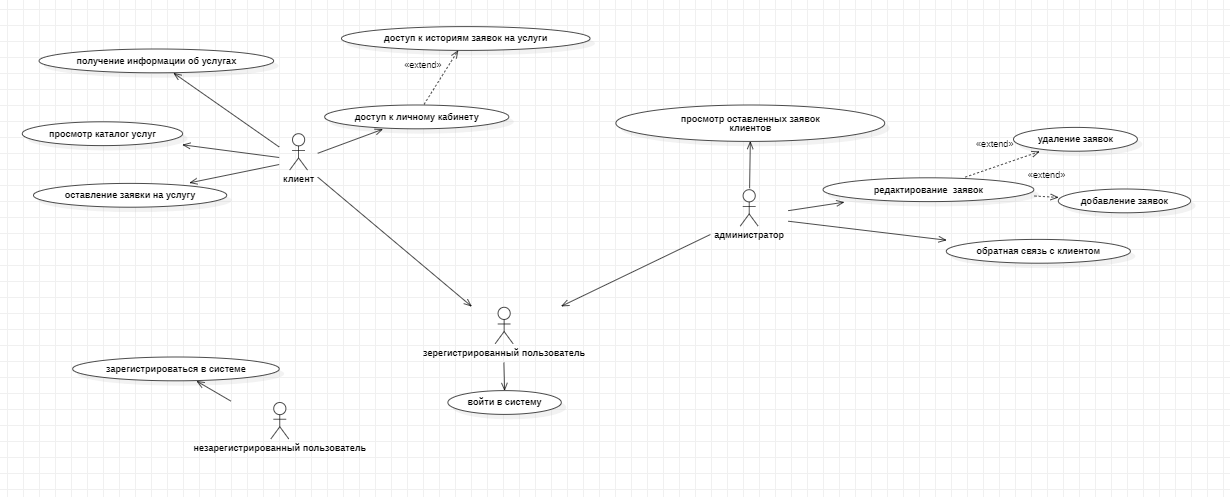 доступ к историям заявок на услуги
получение информации об услугах
«extend»
доступ к личному кабинету
просмотр каталог услуг
клиент
оставление заявки на услугу
просмотр оставленных заявок
клиентов
«extend»
удаление заявок
«extend»
редактирование заявок
добавление заявок
администратор
обратная связь с клиентом
зерегистрированный пользователь
зарегистрироваться в системе
войти в систему
незарегистрированный пользователь